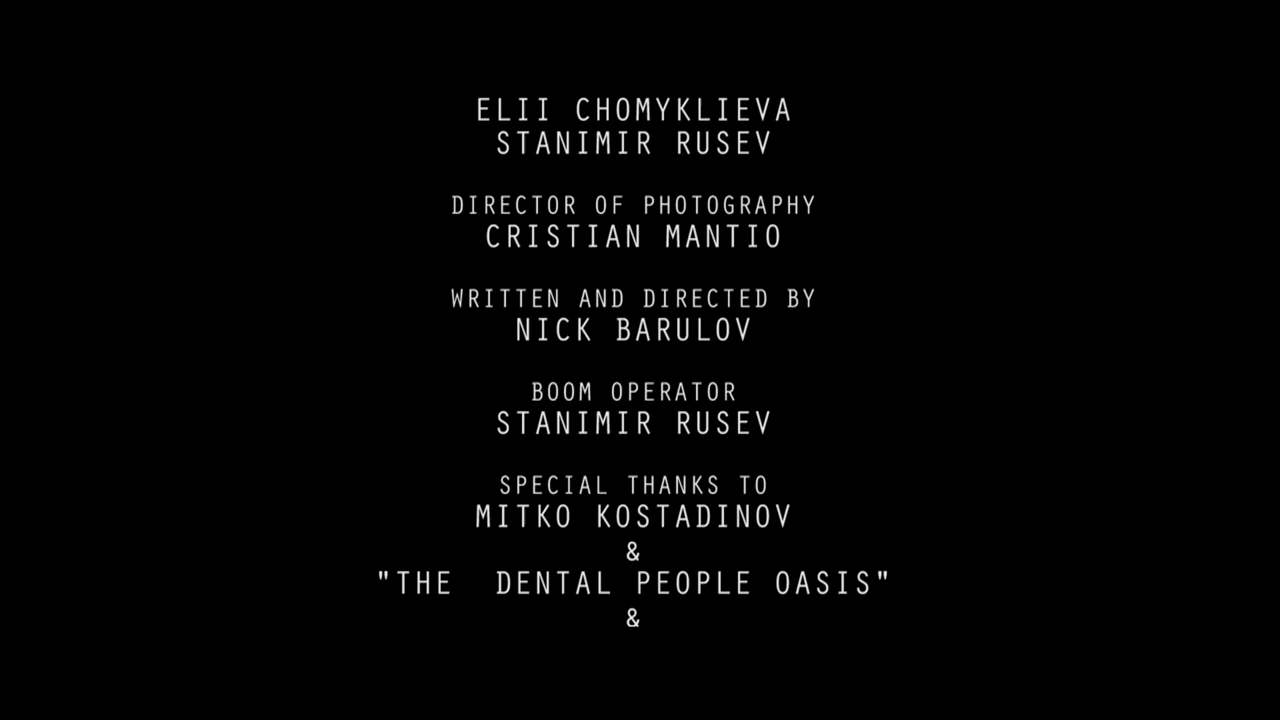 ELII CHOMYKLIEVA
STANIMIR RUSEV
DIRECTOR OF PHOTOGRAPHY
CRISTIAN MANTIO
WRITTEN AND DIRECTED BY
NICK BARULOV
BOOM OPERATOR
STANIMIR RUSEV
SPECIAL THANKS TO
MITKO KOSTADINOV
&
"THE DENTAL PEOPLE OASIS"
&